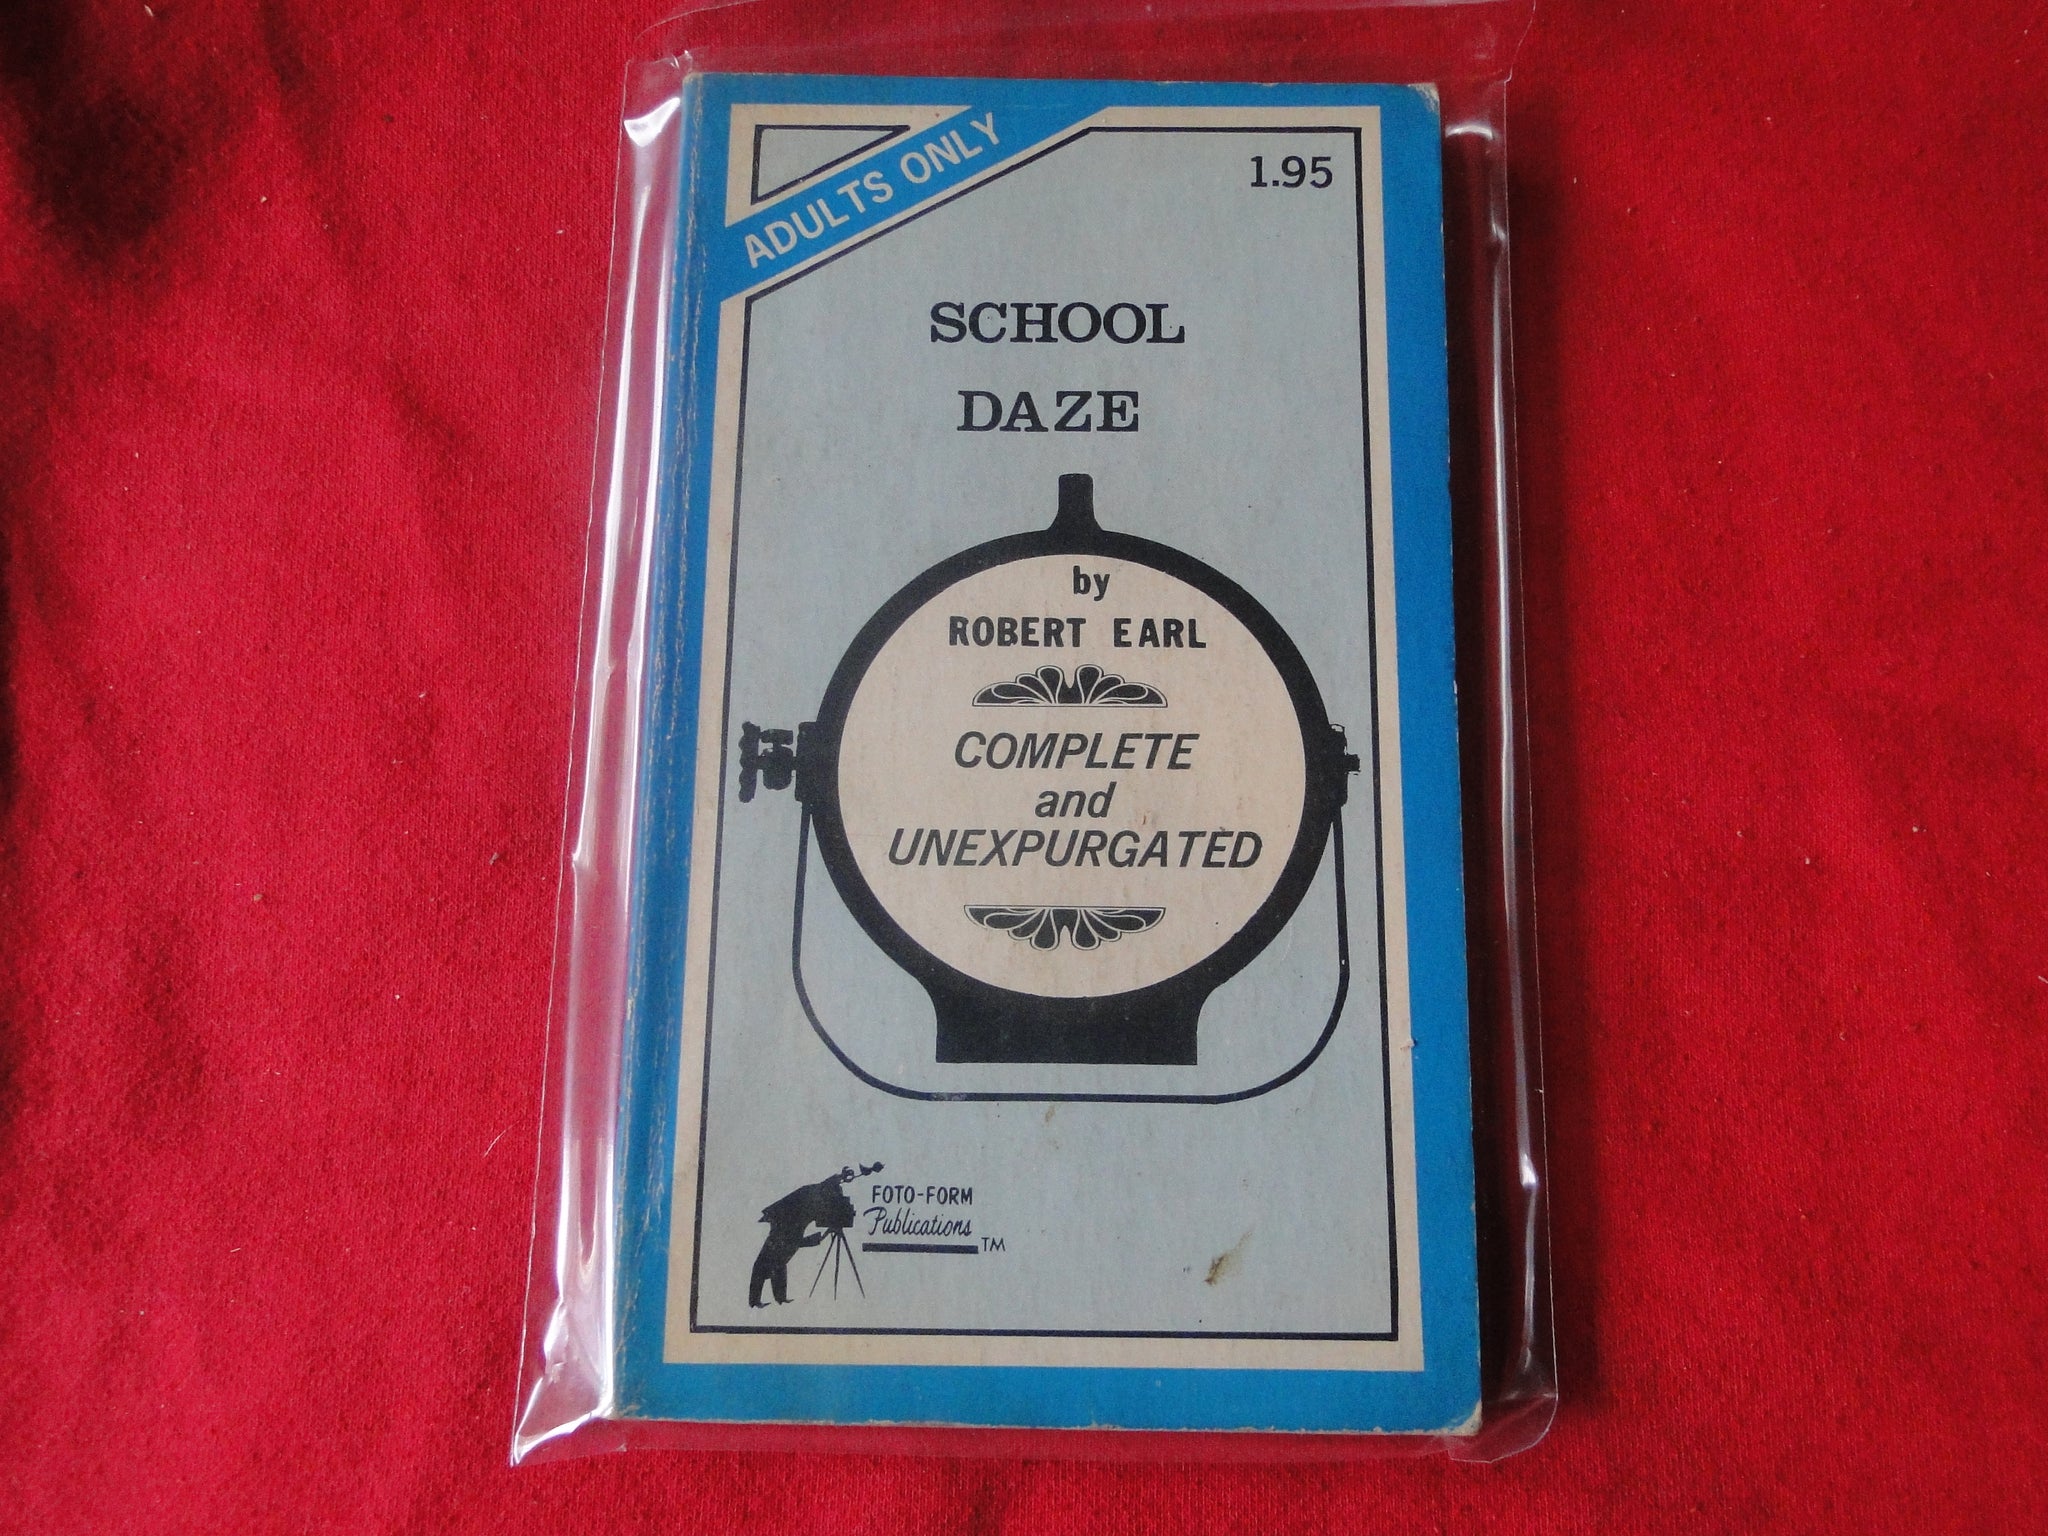 ADULTS ONLY
1.95
SCHOOL
DAZE
by
ROBERT EARL
COMPLETE
and
UNEXPURGATED
FOTO-FORM
Publications
TM